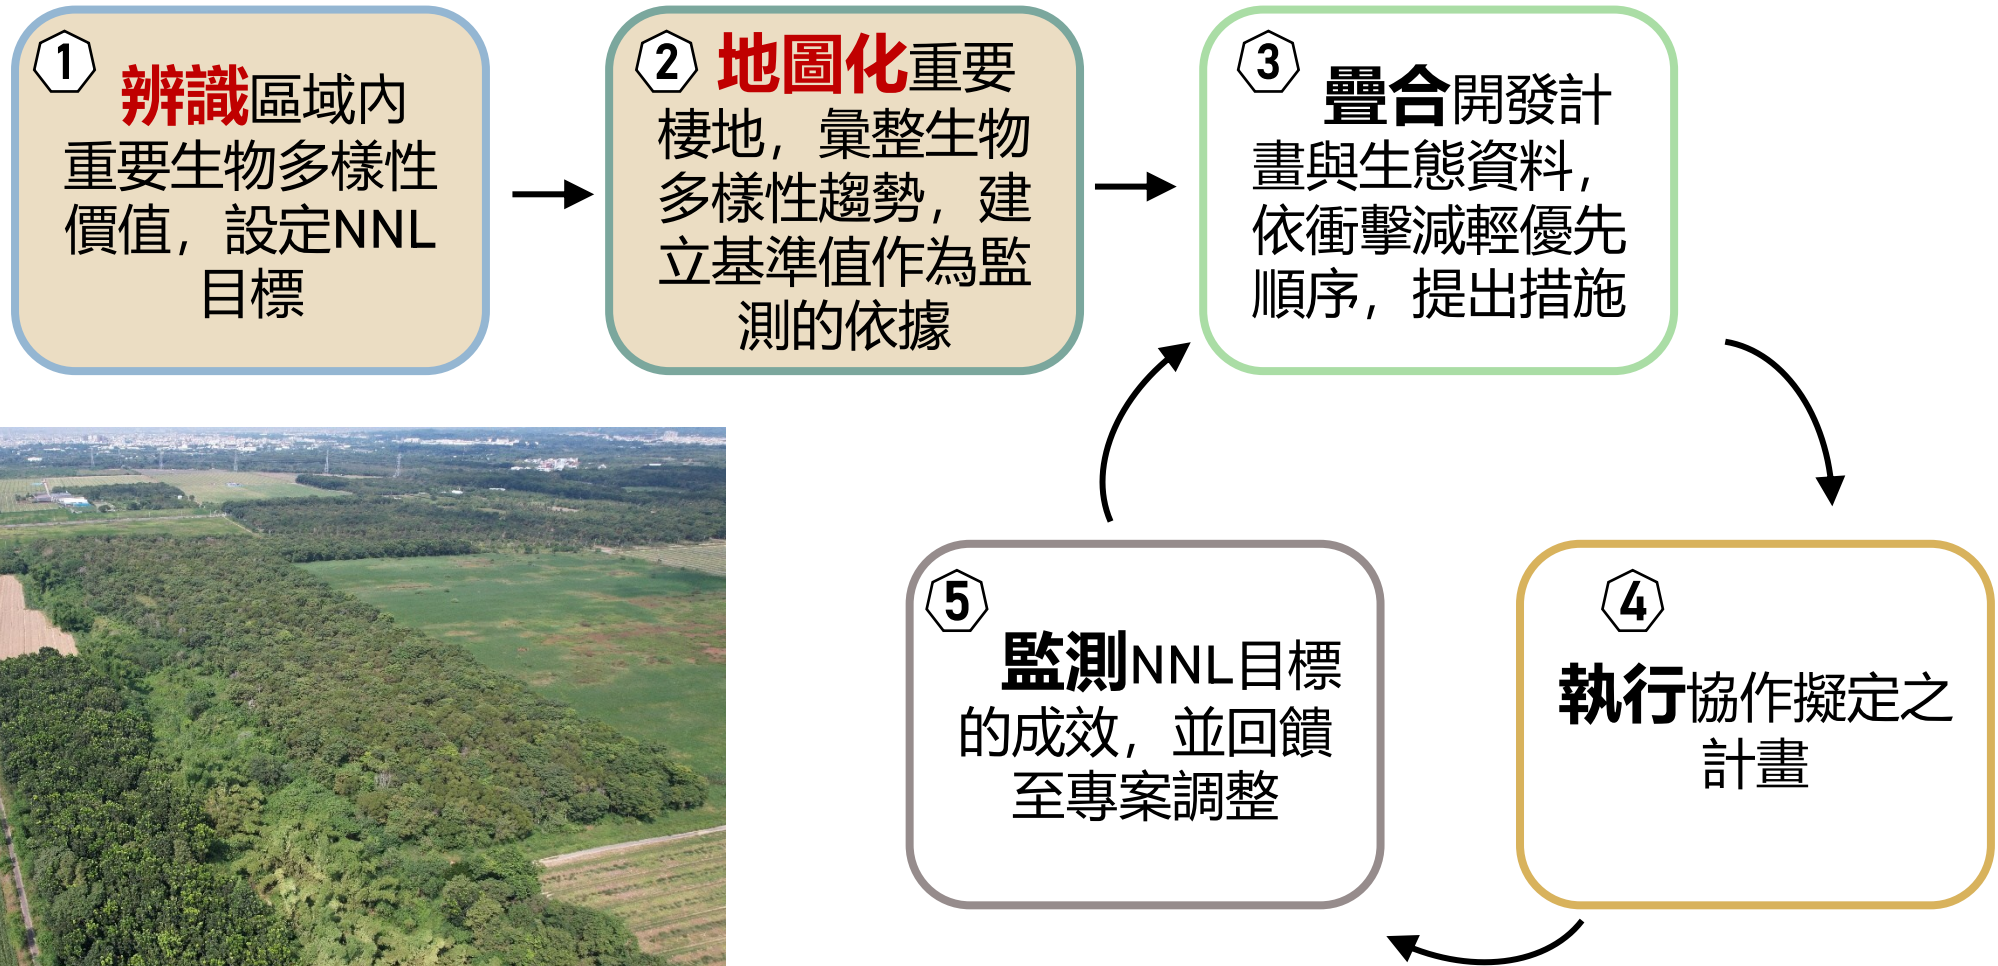 1
辨識區域內
重要生物多樣性
價值，設定NNL
目標
2
地圖化重要
棲地，彙整生物
多樣性趨勢，建
立基準值作為監
測的依據
3
疊合開發計
畫與生態資料，
依衝擊減輕優先
順序，提出措施
4
執行協作擬定之
計畫
5
監測NNL目標
的成效，並回饋
至專案調整